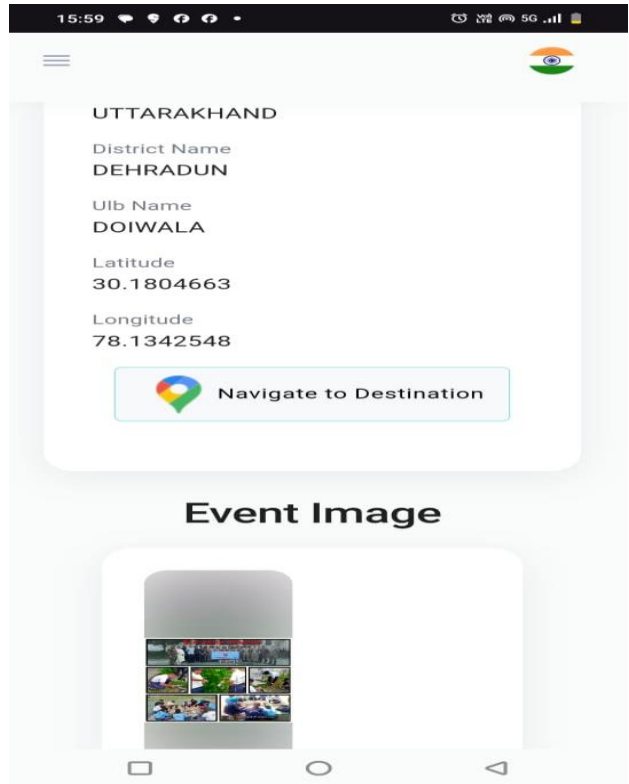 15:59
5G
UTTARAKHAND
District Name
DEHRADUN
Ulb Name
DOIWALA
Latitude
30.1804663
Longitude
78.1342548
Navigate to Destination
Event Image